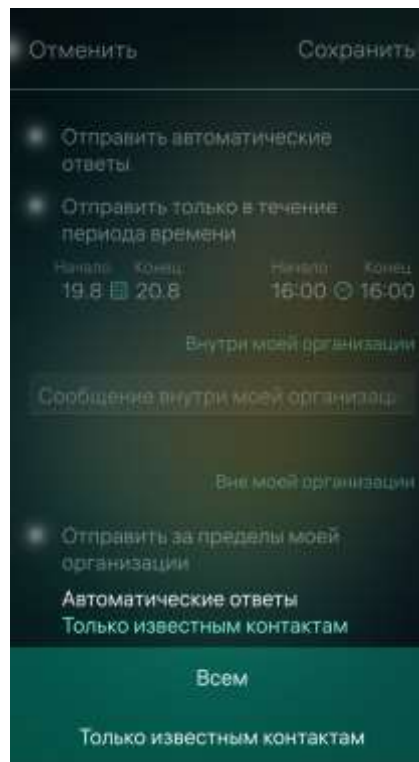 Отменить Сохранить
Отправить автоматические
ответы
Отправить только в течение
периода времени
Начало: Конец: Начало: Конец:
19.8 20.8 16:00 16:00
Внутри моей организации
Сообщение внутри моей организац
Вне моей организации
Отправить за пределы моей
организации
Автоматические ответы
Только известным контактам
Всем
Только известным контактам